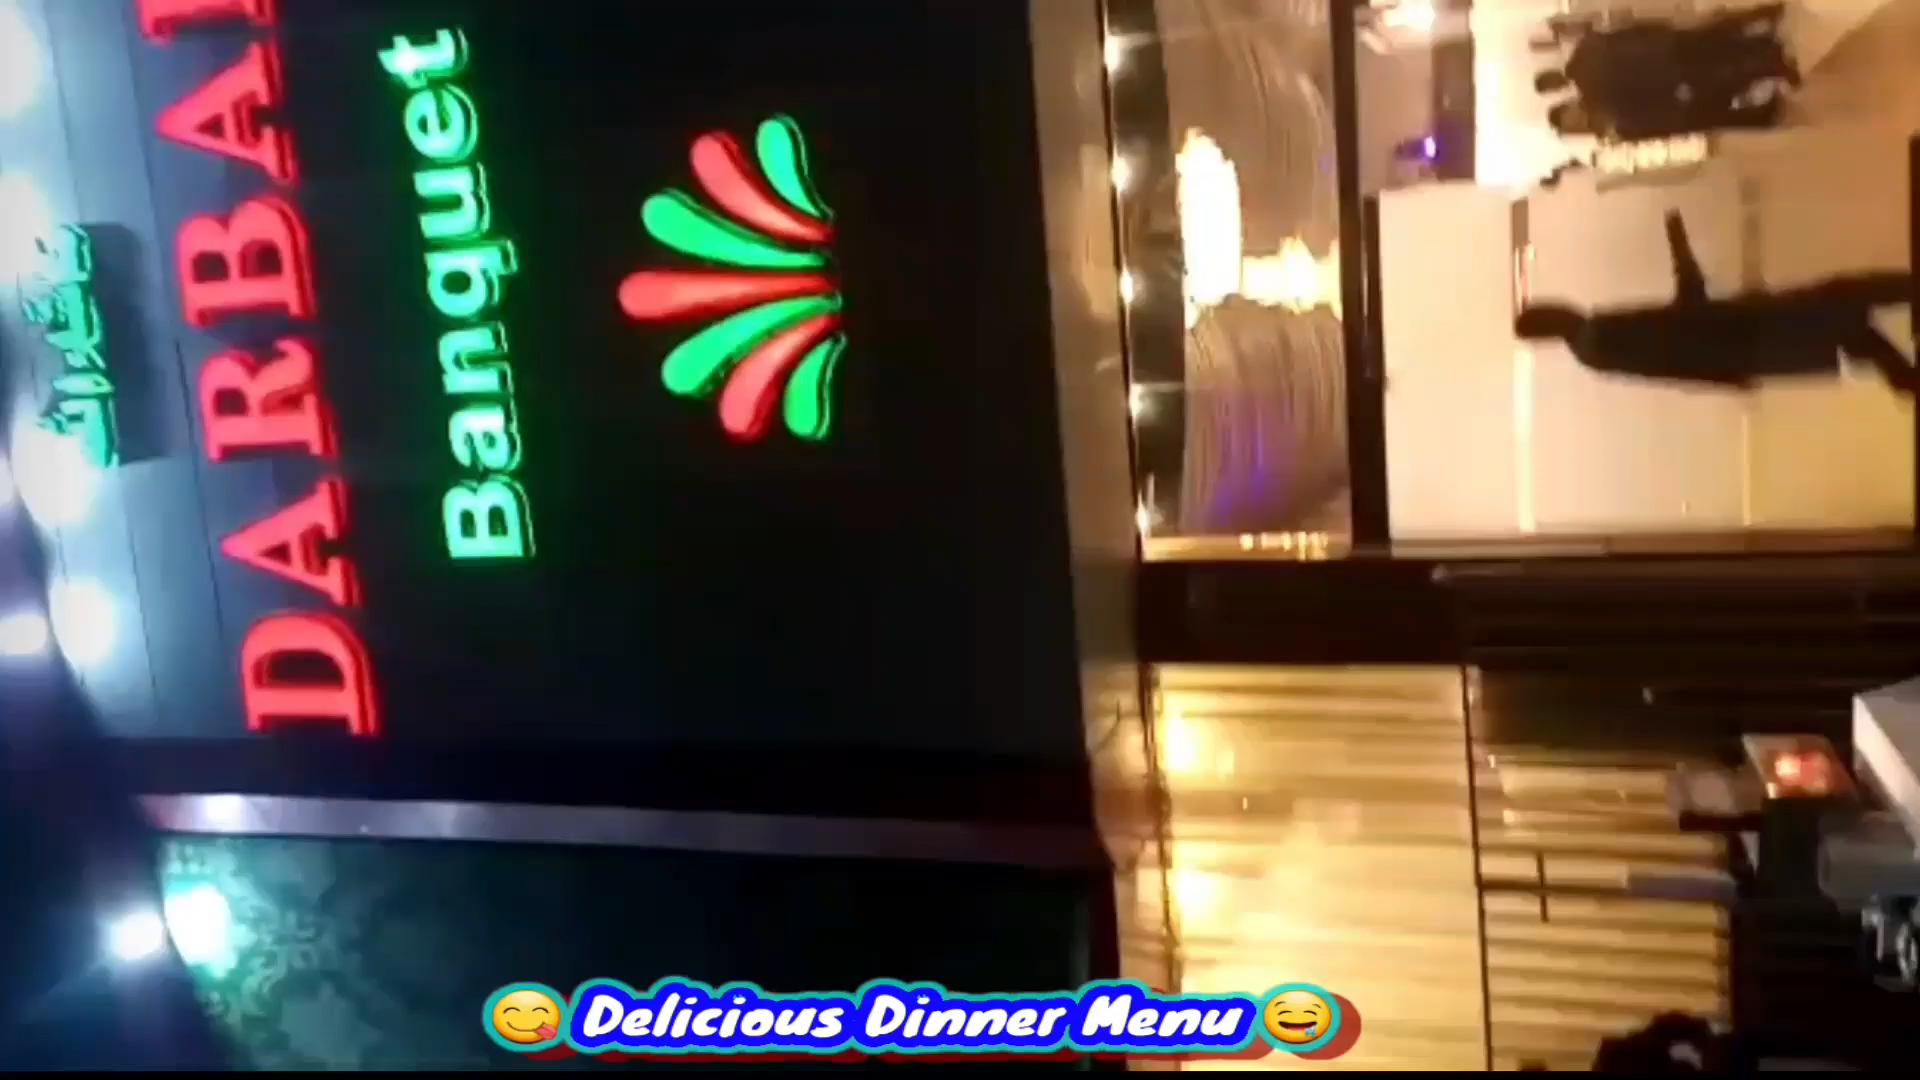 DARBA
Banquet
😋 Delicious Dinner Menu 🤤